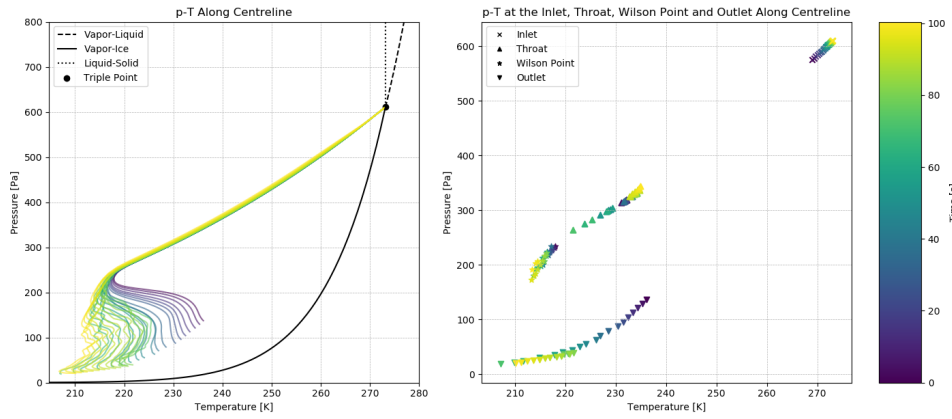 p-T Along Centreline
800
700
600
500
400
300
200
100
0
Pressure [Pa]
Vapor-Liquid
Vapor-Ice
Liquid-Solid
Triple Point
210
220
230
240
250
260
270
280
Temperature [K]
p-T at the Inlet, Throat, Wilson Point and Outlet Along Centreline
600
500
400
300
200
100
0
Pressure [Pa]
Inlet
Throat
Wilson Point
Outlet
210
220
230
240
250
260
270
Temperature [K]
100
80
60
40
20
0